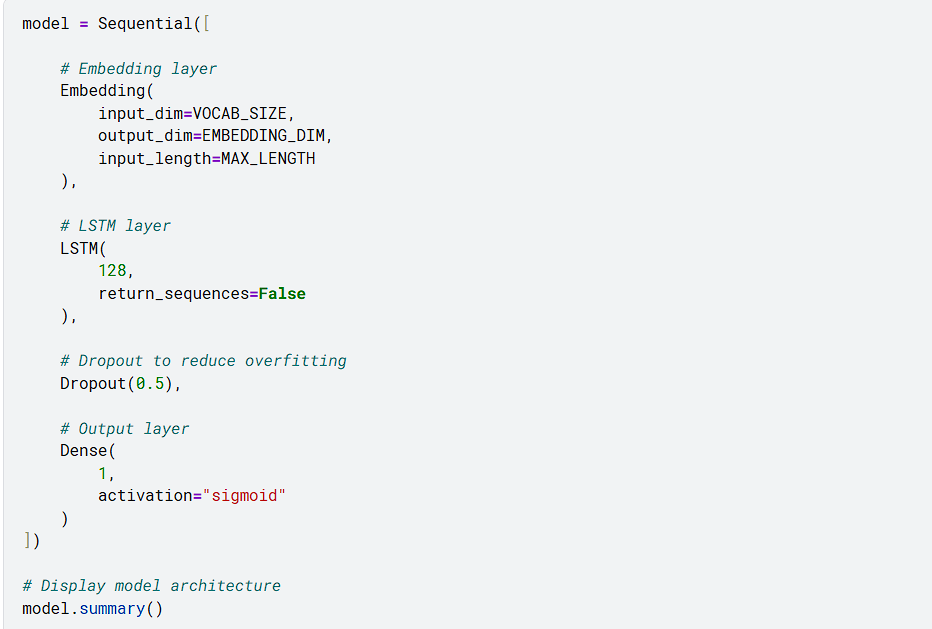 model = Sequential([
    # Embedding layer
    Embedding(
        input_dim=VOCAB_SIZE,
        output_dim=EMBEDDING_DIM,
        input_length=MAX_LENGTH
    ),
    # LSTM layer
    LSTM(
        128,
        return_sequences=False
    ),
    # Dropout to reduce overfitting
    Dropout(0.5),
    # Output layer
    Dense(
        1,
        activation="sigmoid"
    )
])
# Display model architecture
model.summary()